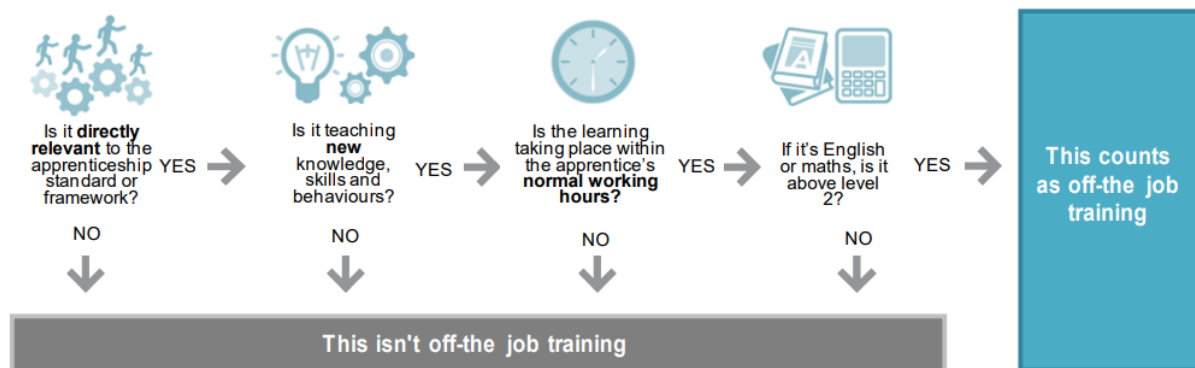 Is it directly
relevant to the
apprenticeship
standard or
framework?
YES
Is it teaching
new
knowledge,
skills and
behaviours?
YES
Is the learning
taking place within
the apprentice's
normal working
hours?
YES
If it's English
or maths, is it
above level
2?
YES
This counts
as off-the job
training
NO
NO
NO
NO
This isn't off-the job training
A